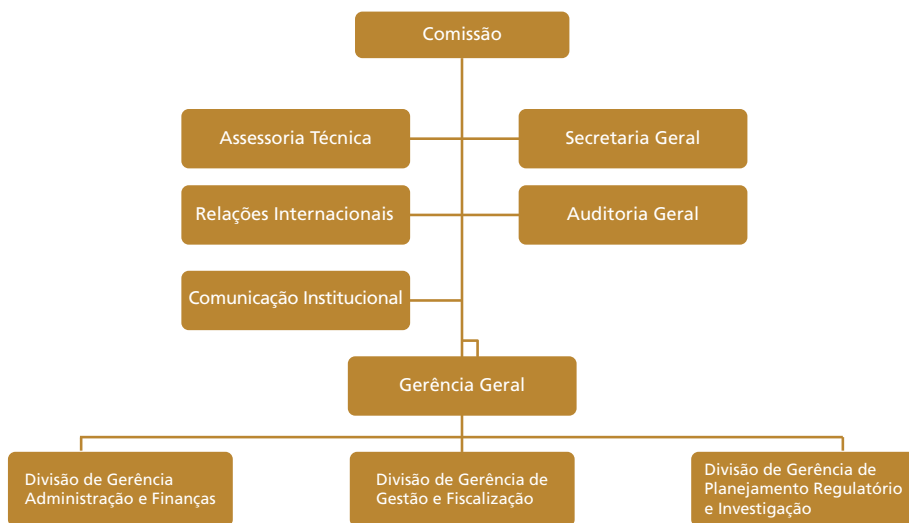 Comissão
Assessoria Técnica
Secretaria Geral
Relações Internacionais
Auditoria Geral
Comunicação Institucional
Gerência Geral
Divisão de Gerência
Administração e Finanças
Divisão de Gerência de
Gestão e Fiscalização
Divisão de Gerência de
Planejamento Regulatório
e Investigação